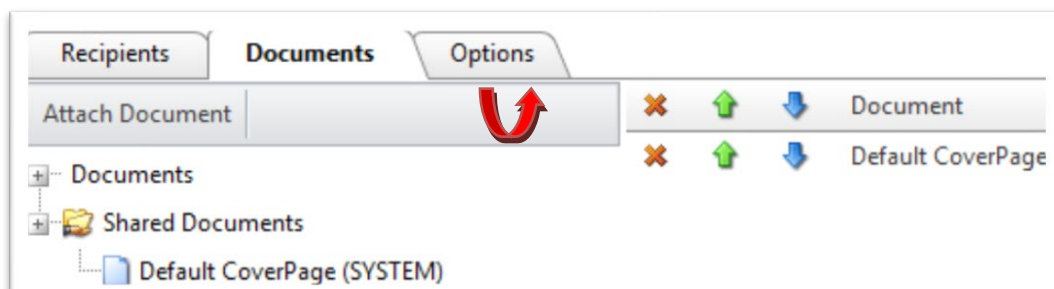 Recipients Documents Options
Attach Document
Document
Documents
Default CoverPage
Shared Documents
Default CoverPage (SYSTEM)